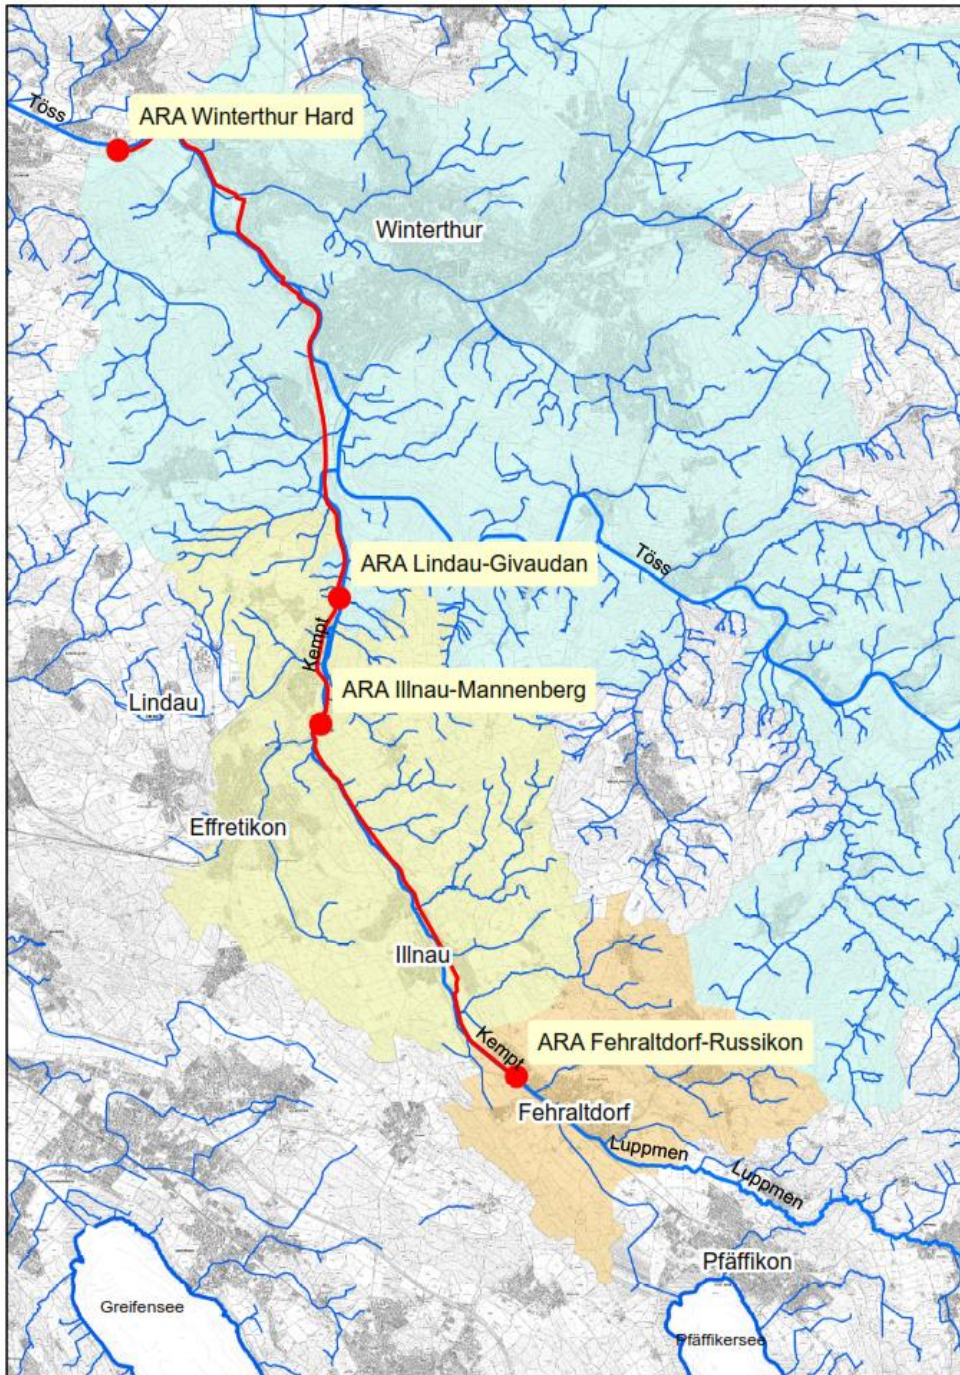 Töss
ARA Winterthur Hard
Winterthur
ARA Lindau-Givaudan
Töss
Kempt
ARA Illnau-Mannenberg
Lindau
Effretikon
Illnau
Kempt
ARA Fehraltdorf-Russikon
Fehraltdorf
Luppmen
Luppmen
Pfäffikon
Greifensee
Pfäffikersee